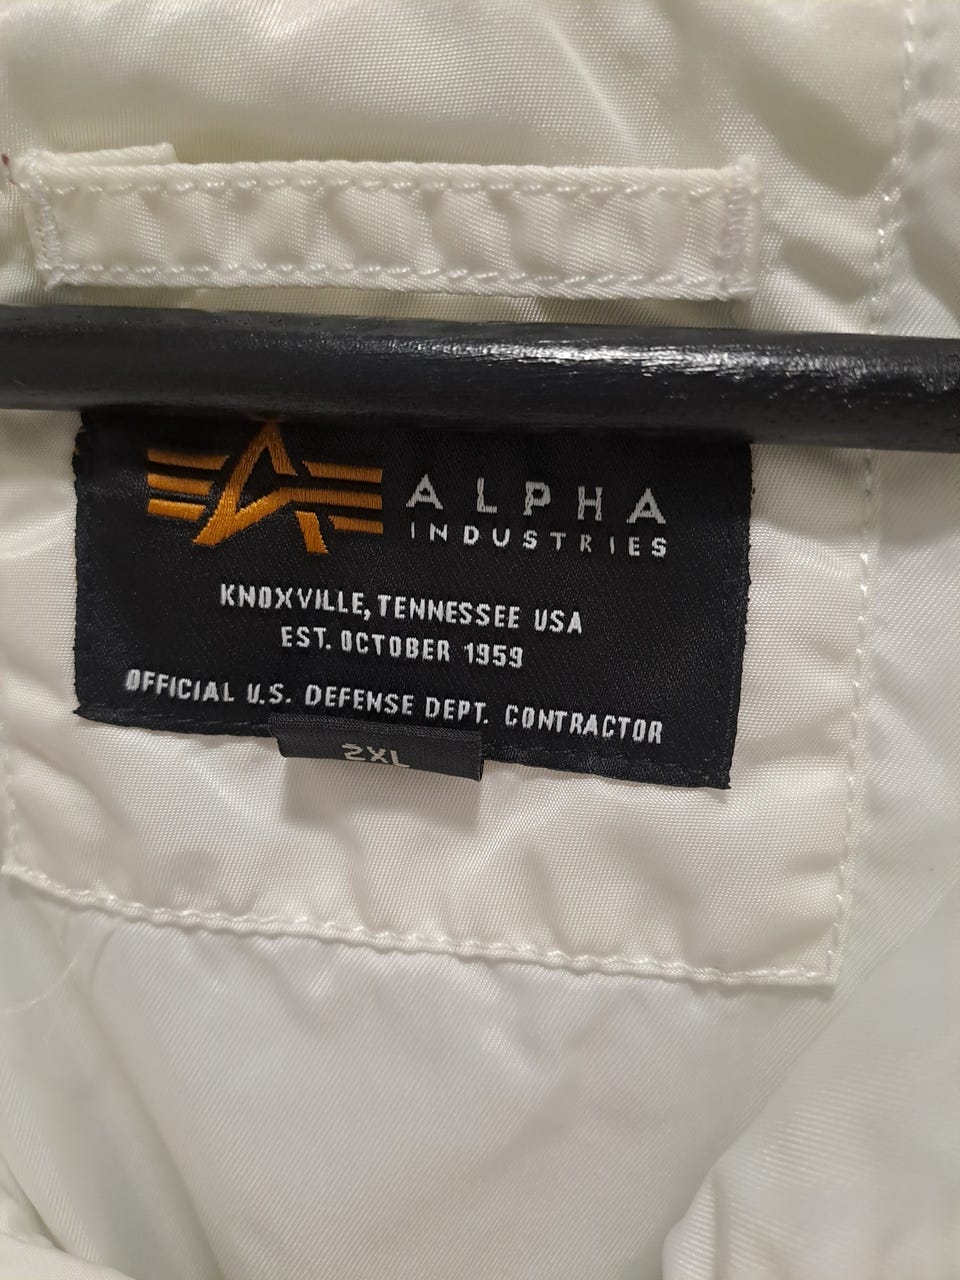 ALPHA
INDUSTRIES
KNOXVILLE, TENNESSEE USA
EST. OCTOBER 1959
OFFICIAL U.S. DEFENSE DEPT. CONTRACTOR
2XL